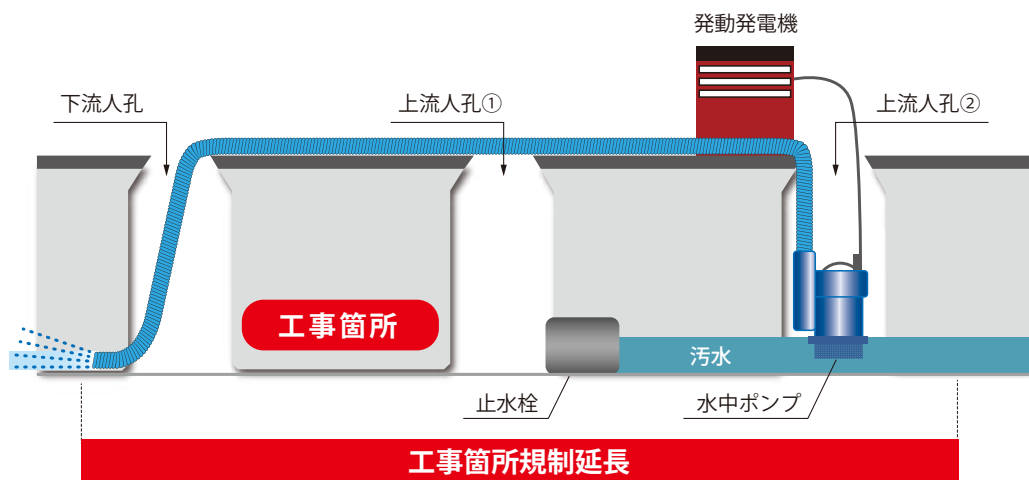 発動発電機
下流人孔
上流人孔①
上流人孔②
工事箇所
汚水
止水栓
水中ポンプ
工事箇所規制延長